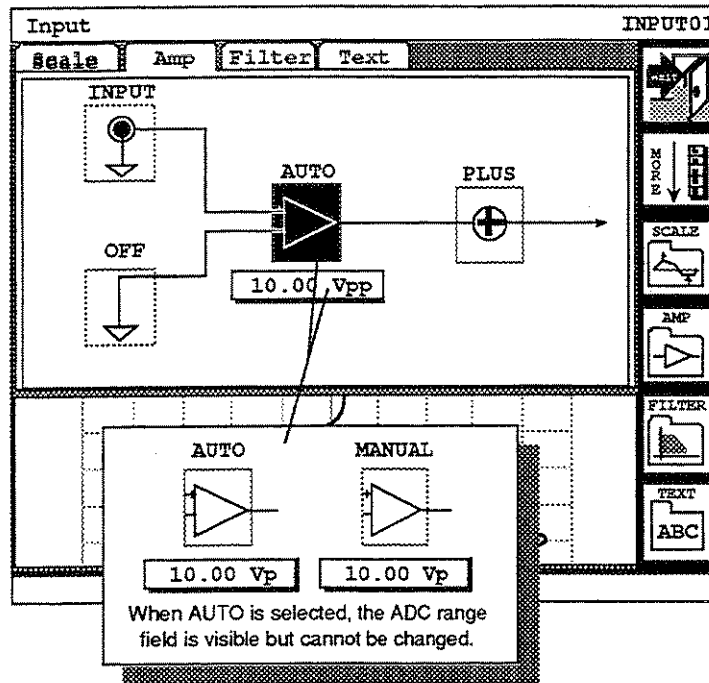 Input INPUT01
Scale Amp Filter Text
INPUT
AUTO
PLUS
OFF
10.00 Vpp
MORE
SCALE
AMP
FILTER
TEXT
ABC
AUTO MANUAL
10.00 Vp 10.00 Vp
When AUTO is selected, the ADC range
field is visible but cannot be changed.